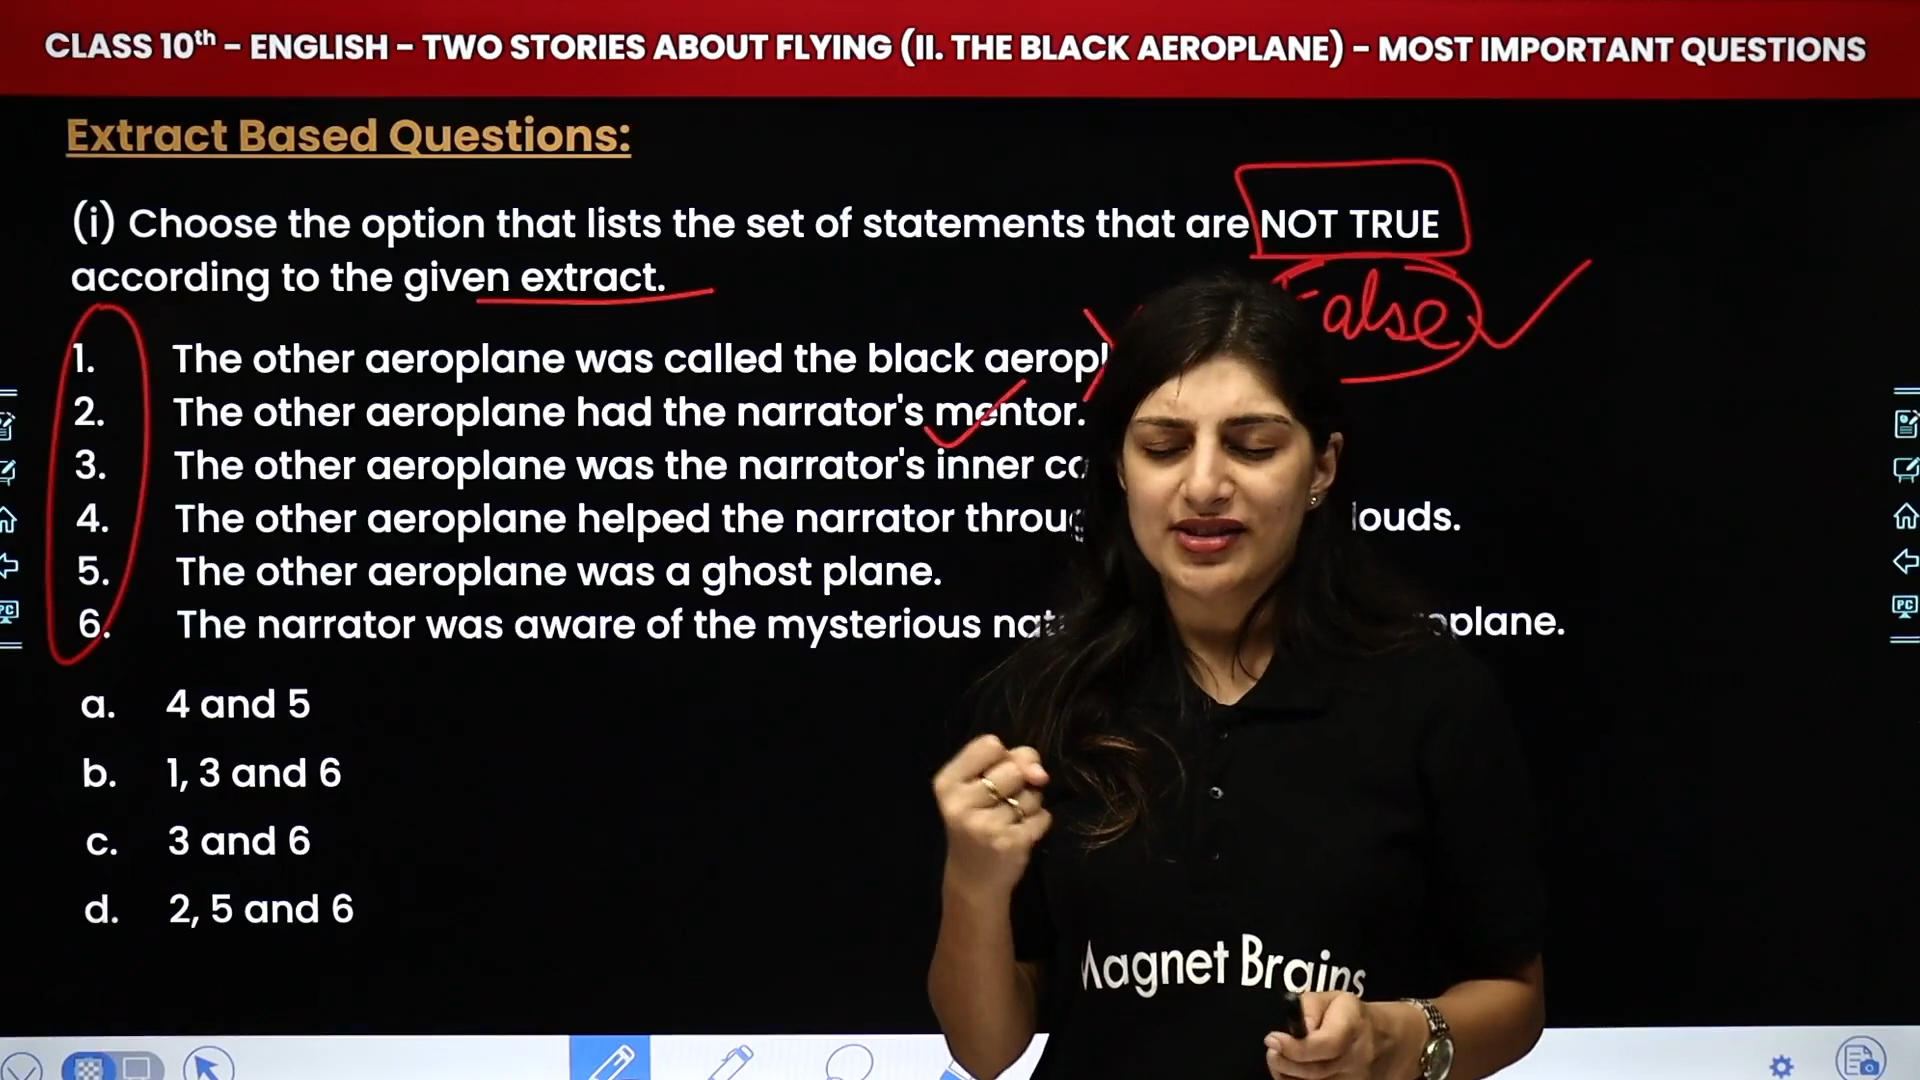 CLASS 10th - ENGLISH - TWO STORIES ABOUT FLYING (II. THE BLACK AEROPLANE) - MOST IMPORTANT QUESTIONS
Extract Based Questions:
(i) Choose the option that lists the set of statements that are NOT TRUE
according to the given extract.
False
1. The other aeroplane was called the black
2. The other aeroplane had the narrator's mentor.
3. The other aeroplane was the narrator's inner
4. The other aeroplane helped the narrator
5. The other aeroplane was a ghost plane.
6. The narrator was aware of the mysterious
a. 4 and 5
b. 1, 3 and 6
c. 3 and 6
d. 2, 5 and 6
Magnet Brains
PC
PC